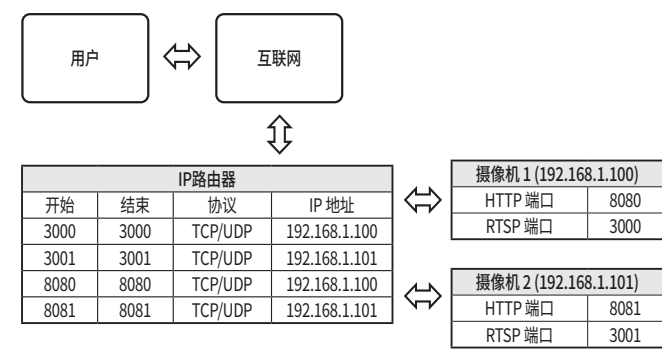 用户
互联网
IP路由器
开始 结束 协议 IP 地址
3000 3000 TCP/UDP 192.168.1.100
3001 3001 TCP/UDP 192.168.1.101
8080 8080 TCP/UDP 192.168.1.100
8081 8081 TCP/UDP 192.168.1.101
摄像机 1 (192.168.1.100)
HTTP 端口 8080
RTSP 端口 3000
摄像机 2 (192.168.1.101)
HTTP 端口 8081
RTSP 端口 3001